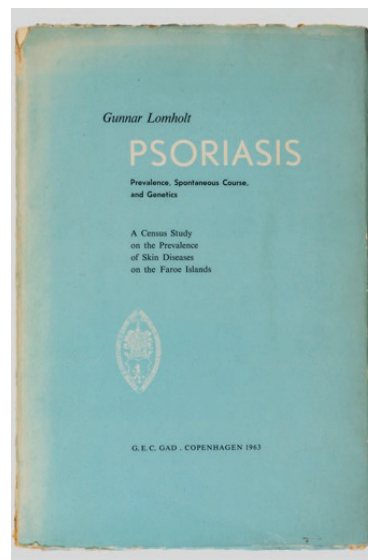 Gunnar Lomholt
PSORIASIS
Prevalence, Spontaneous Course,
and Genetics
A Census Study
on the Prevalence
of Skin Diseases
on the Faroe Islands
G. E. C. GAD . COPENHAGEN 1963